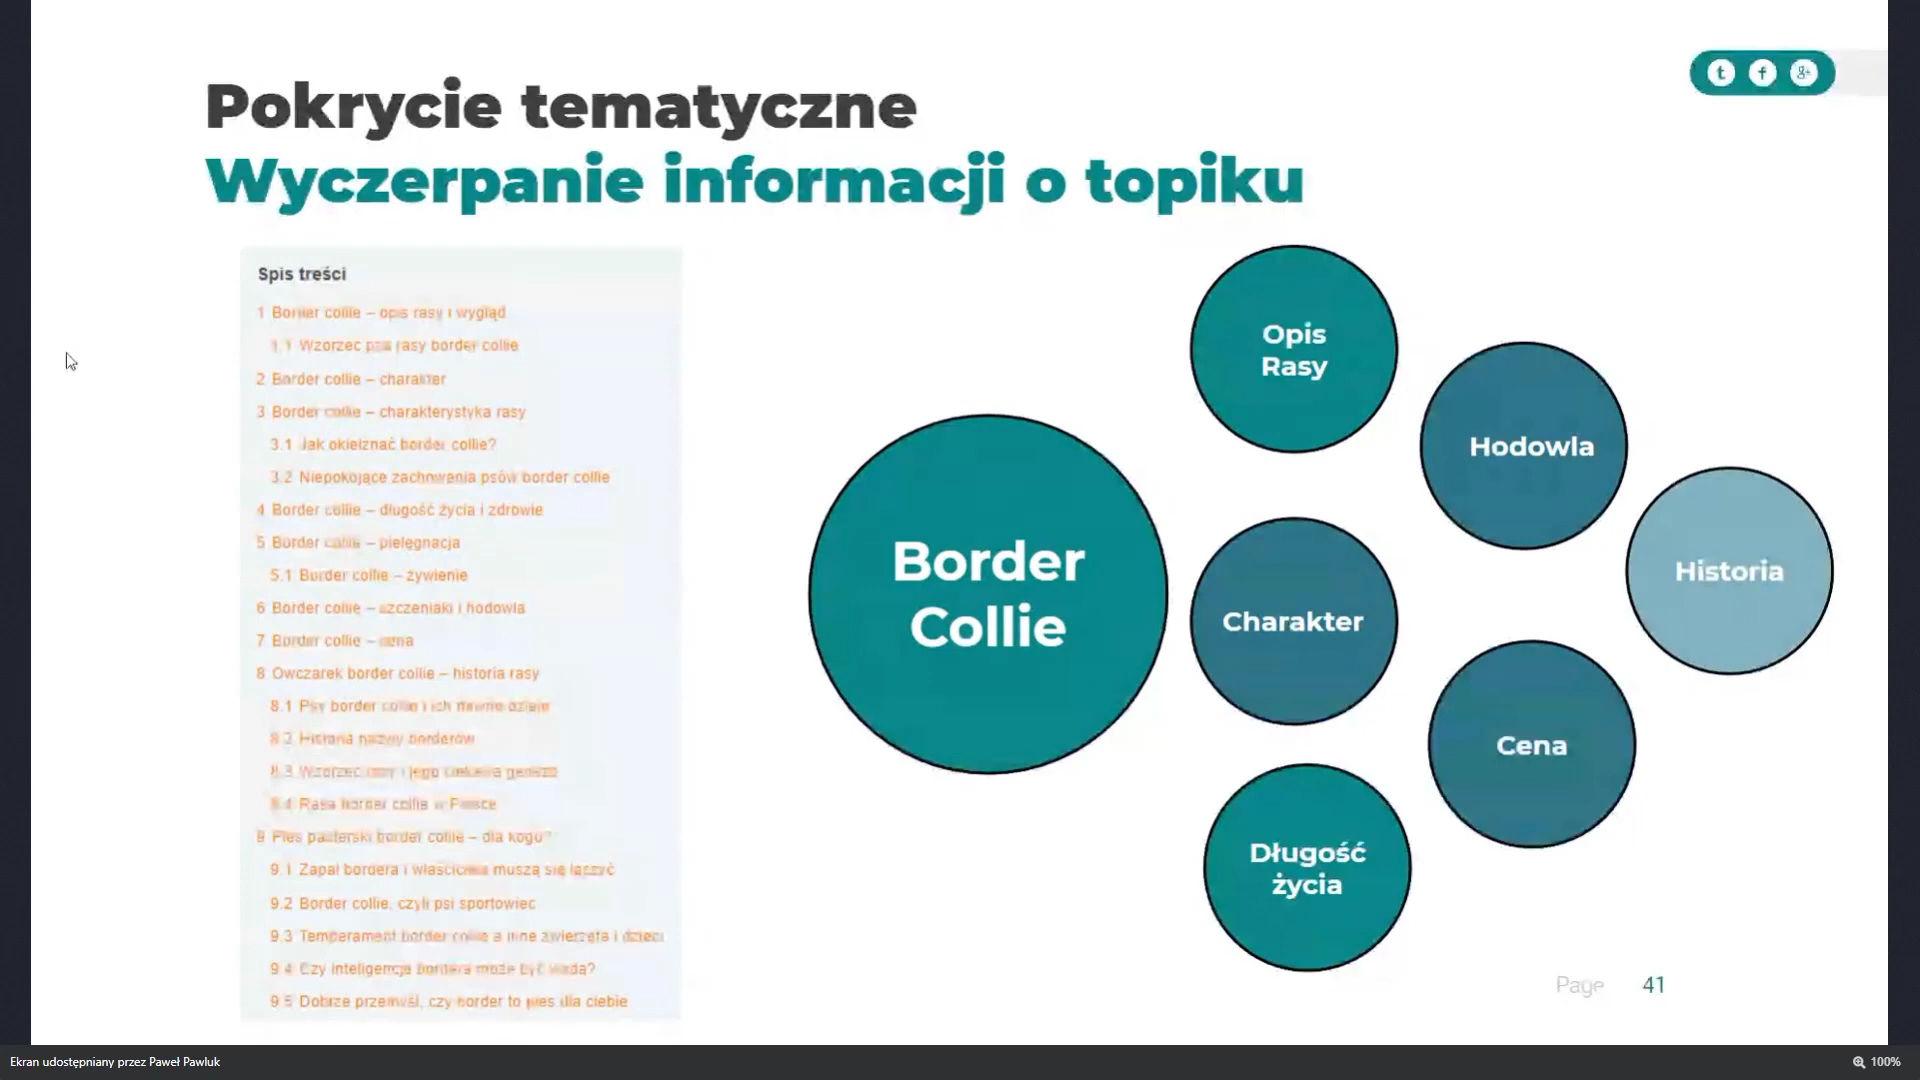 Pokrycie tematyczne
Wyczerpanie informacji o topiku
Spis treści
1 Border collie – opis rasy i wygląd
1.1 Wzorzec psa rasy border collie
2 Border collie – charakter
3 Border collie – charakterystyka rasy
3.1 Jak okiełznać border collie?
3.2 Niepokojące zachowania psów border collie
4 Border collie – długość życia i zdrowie
5 Border collie – pielęgnacja
5.1 Border collie – żywienie
6 Border collie – szczeniaki i hodowla
7 Border collie – cena
8 Owczarek border collie – historia rasy
8.1 Psy border collie i ich dawne dzieje
8.2 Historia nazwy borderów
8.3 Wzorzec rasy i jego ciekawa geneza
8.4 Rasa border collie w Polsce
9 Pies pasterski border collie – dla kogo?
9.1 Zapał bordera i właściciela muszą się łączyć
9.2 Border collie, czyli psi sportowiec
9.3 Temperament border collie a inne zwierzęta i dzieci
9.4 Czy inteligencja bordera może być wadą?
9.5 Dobrze przemyśl, czy border to pies dla ciebie
Border
Collie
Opis
Rasy
Hodowla
Historia
Charakter
Cena
Długość
życia
Page 41
Ekran udostępniany przez Paweł Pawluk
100%